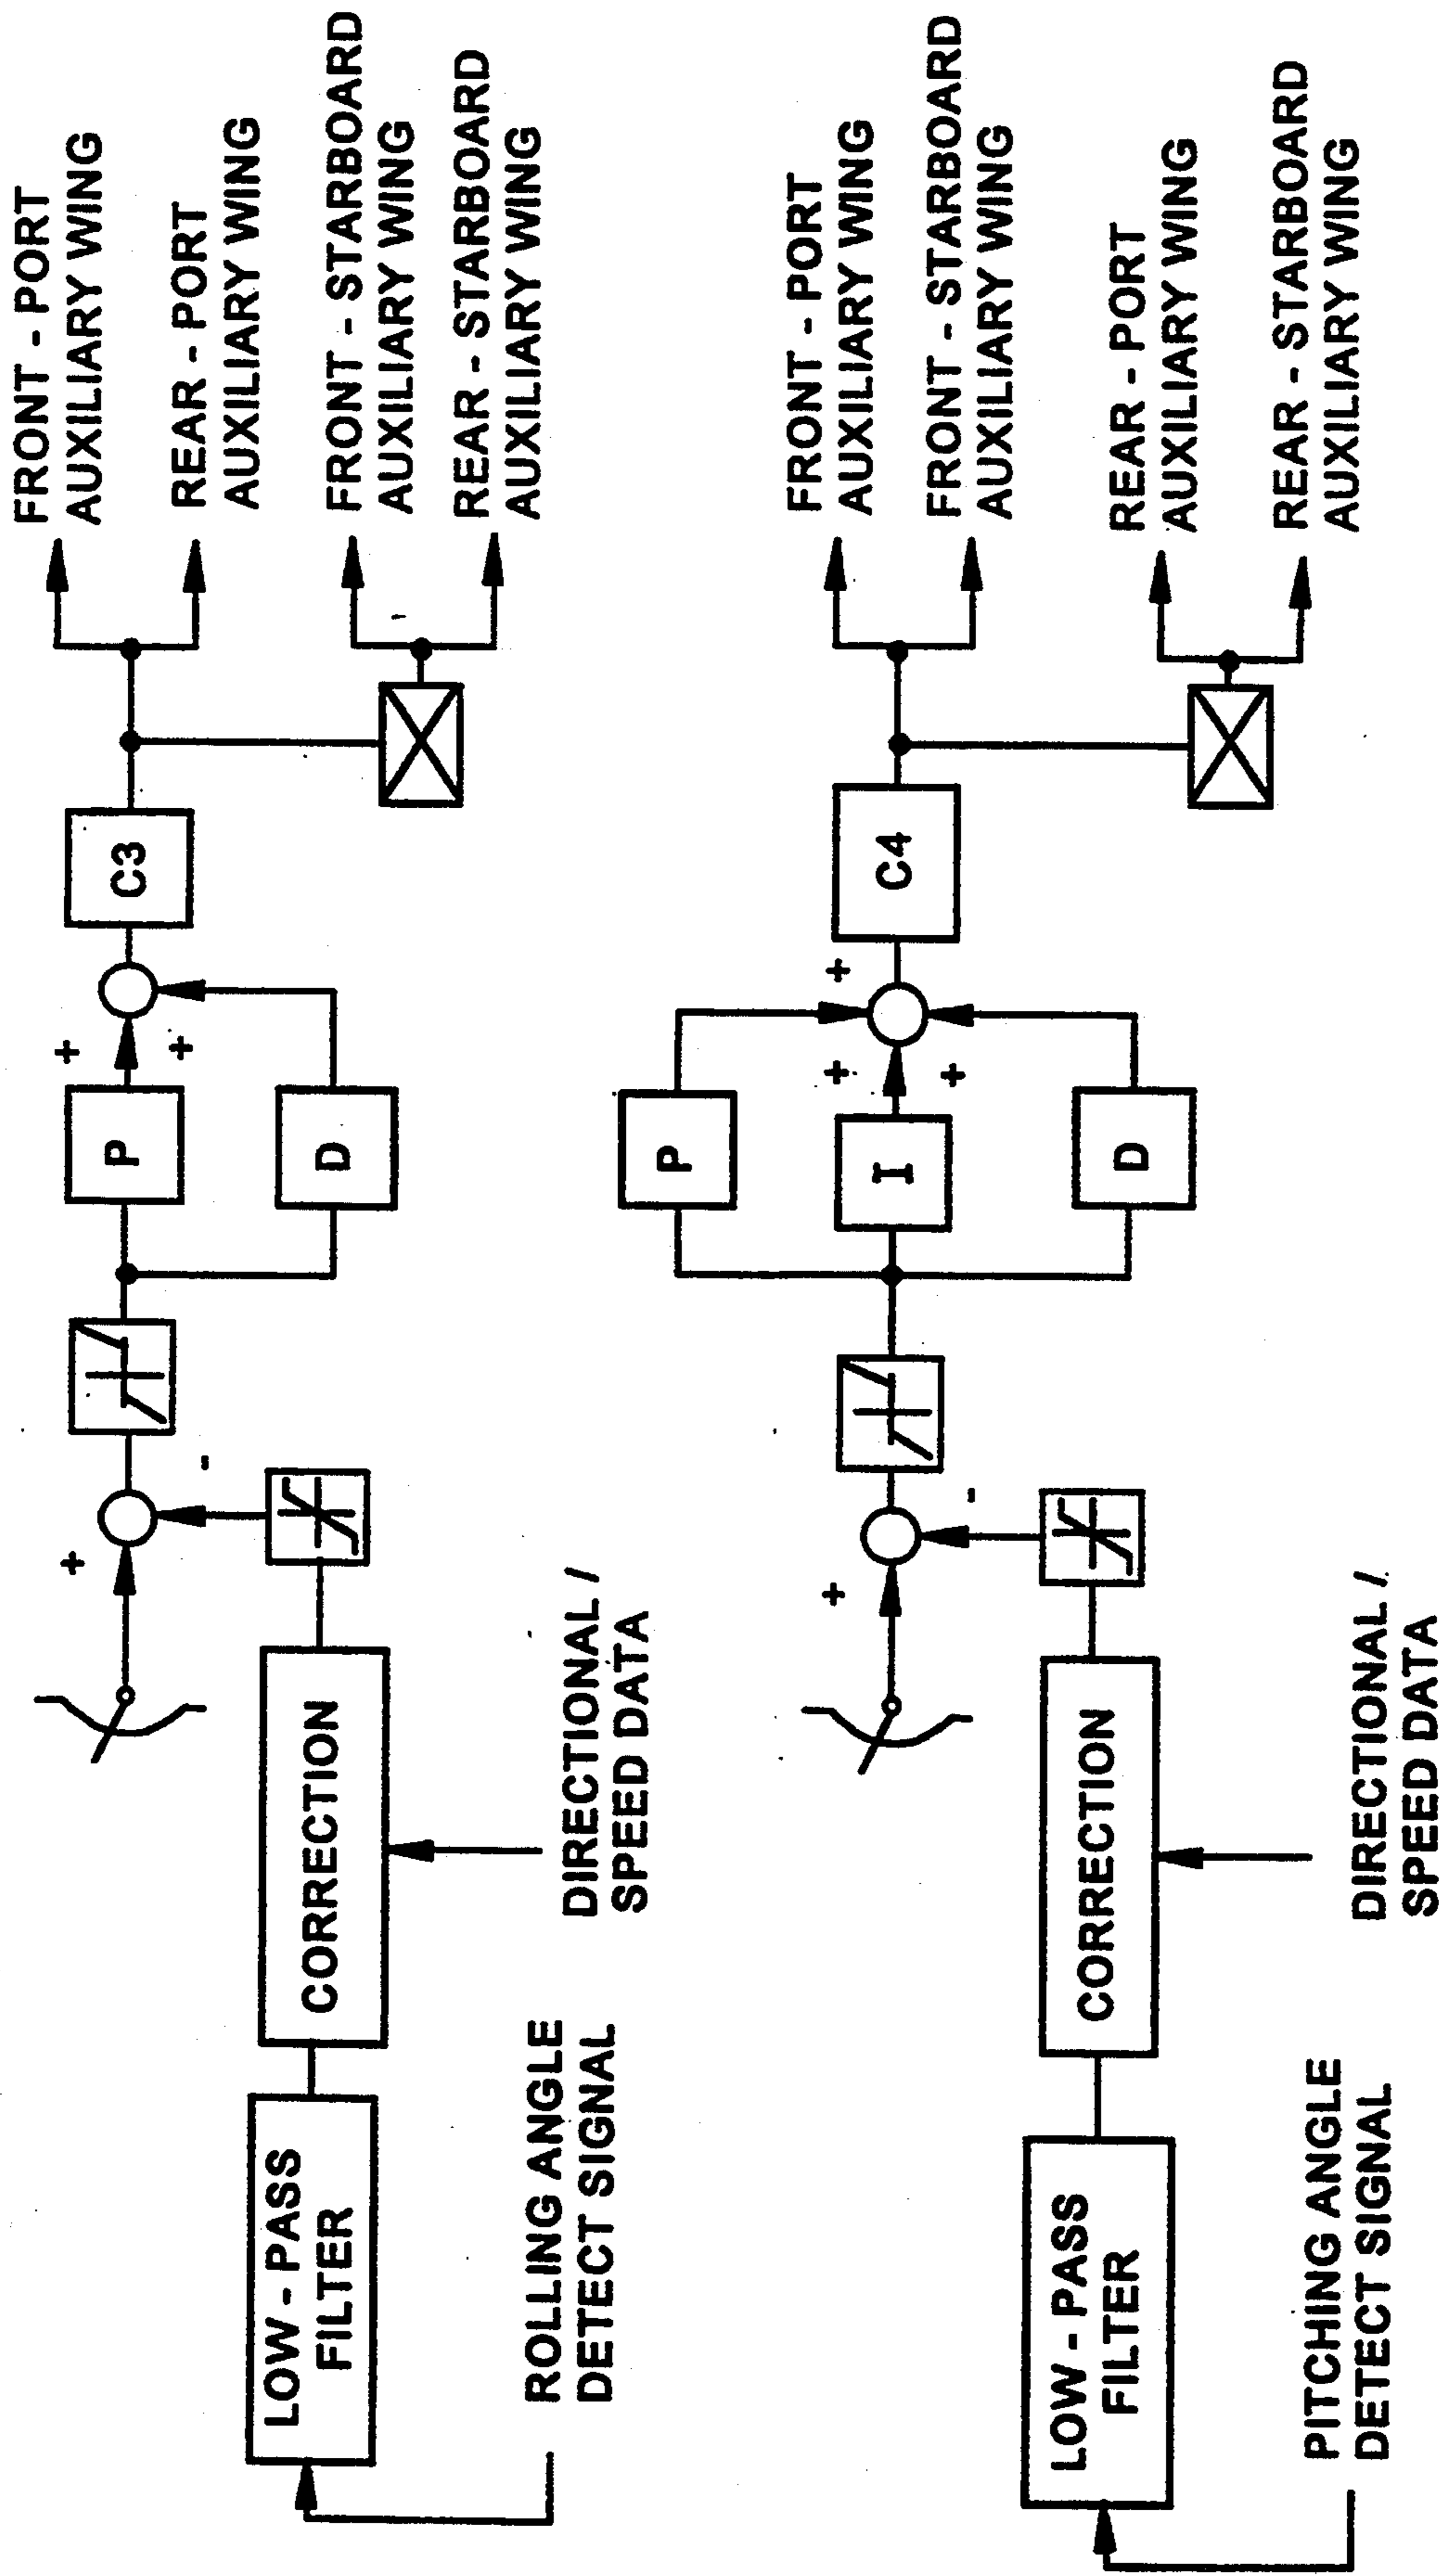 LOW - PASS
FILTER
ROLLING ANGLE
DETECT SIGNAL
CORRECTION
DIRECTIONAL /
SPEED DATA
+
-
P
D
+
+
C3
FRONT - PORT
AUXILIARY WING
REAR - PORT
AUXILIARY WING
FRONT - STARBOARD
AUXILIARY WING
REAR - STARBOARD
AUXILIARY WING
LOW - PASS
FILTER
PITCHING ANGLE
DETECT SIGNAL
CORRECTION
DIRECTIONAL /
SPEED DATA
+
-
P
I
D
+
+
+
C4
FRONT - PORT
AUXILIARY WING
FRONT - STARBOARD
AUXILIARY WING
REAR - PORT
AUXILIARY WING
REAR - STARBOARD
AUXILIARY WING